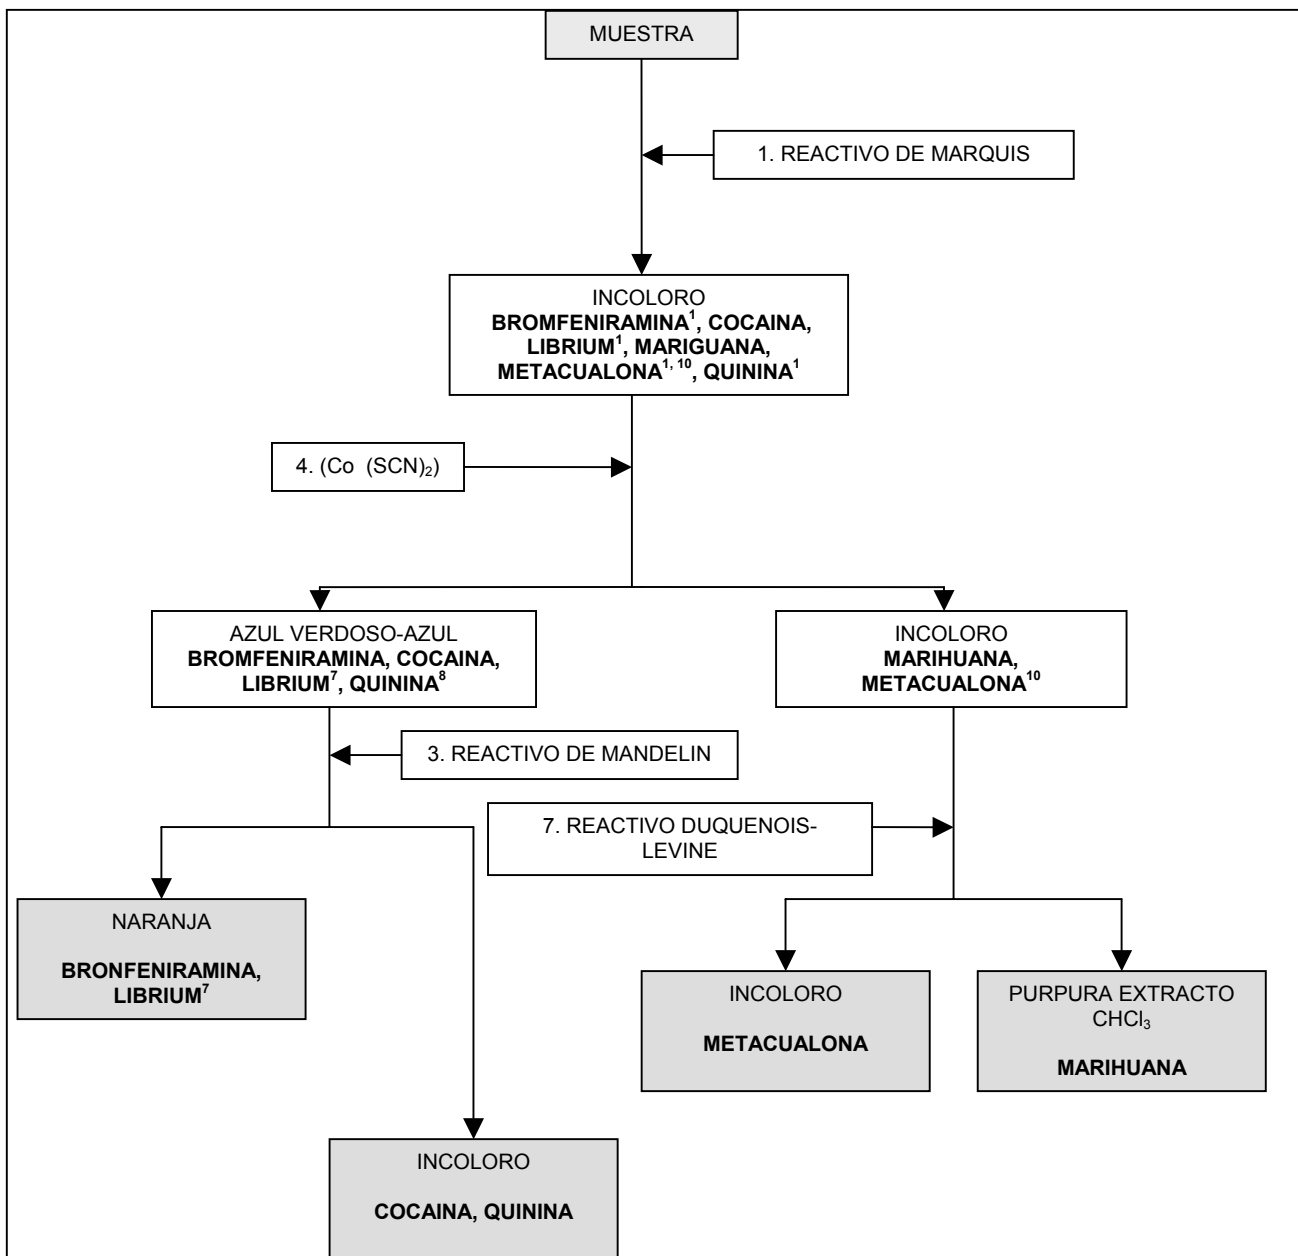 MUESTRA
1. REACTIVO DE MARQUIS
INCOLORO
BROMFENIRAMINA¹, COCAINA,
LIBRIUM¹, MARIGUANA,
METACUALONA¹, ¹⁰, QUININA¹
4. (Co (SCN)₂)
AZUL VERDOSO-AZUL
BROMFENIRAMINA, COCAINA,
LIBRIUM⁷, QUININA⁸
INCOLORO
MARIHUANA,
METACUALONA¹⁰
3. REACTIVO DE MANDELIN
7. REACTIVO DUQUENOIS-
LEVINE
NARANJA
BRONFENIRAMINA,
LIBRIUM⁷
INCOLORO
METACUALONA
PURPURA EXTRACTO
CHCl₃
MARIHUANA
INCOLORO
COCAINA, QUININA